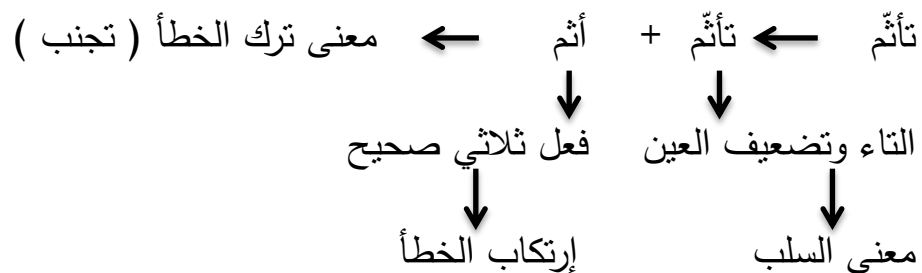 تأثّم ← تأثّم + أثم ← معنى ترك الخطأ ( تجنب )
التاء وتضعيف العين فعل ثلاثي صحيح
معنى السلب إرتكاب الخطأ